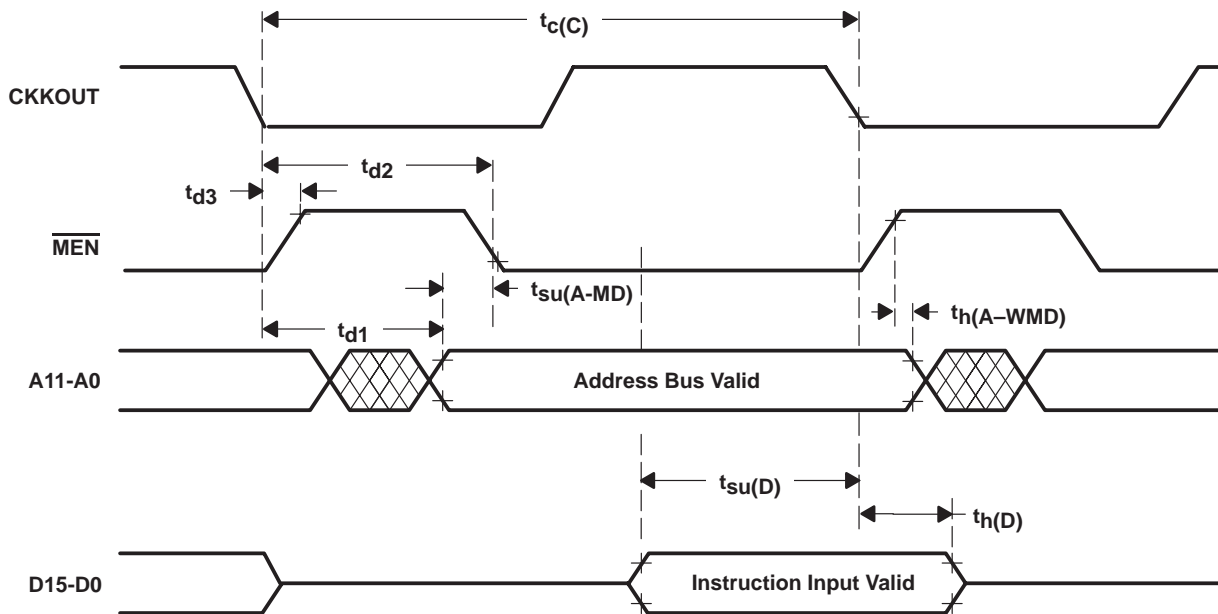 tc(C)
CKKOUT
td2
td3
MEN
tsu(A-MD)
th(A–WMD)
td1
A11-A0
Address Bus Valid
tsu(D)
th(D)
D15-D0
Instruction Input Valid